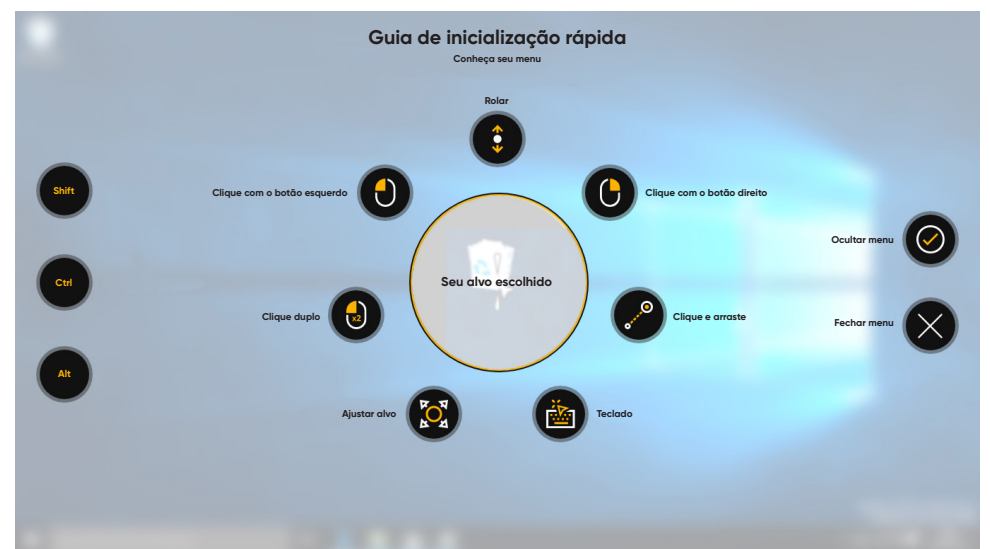 Guia de inicialização rápida
Conheça seu menu
Rolar
Shift
Clique com o botão esquerdo
Clique com o botão direito
Ocultar menu
Ctrl
Seu alvo escolhido
Clique duplo
x2
Clique e arraste
Fechar menu
Alt
Ajustar alvo
Teclado